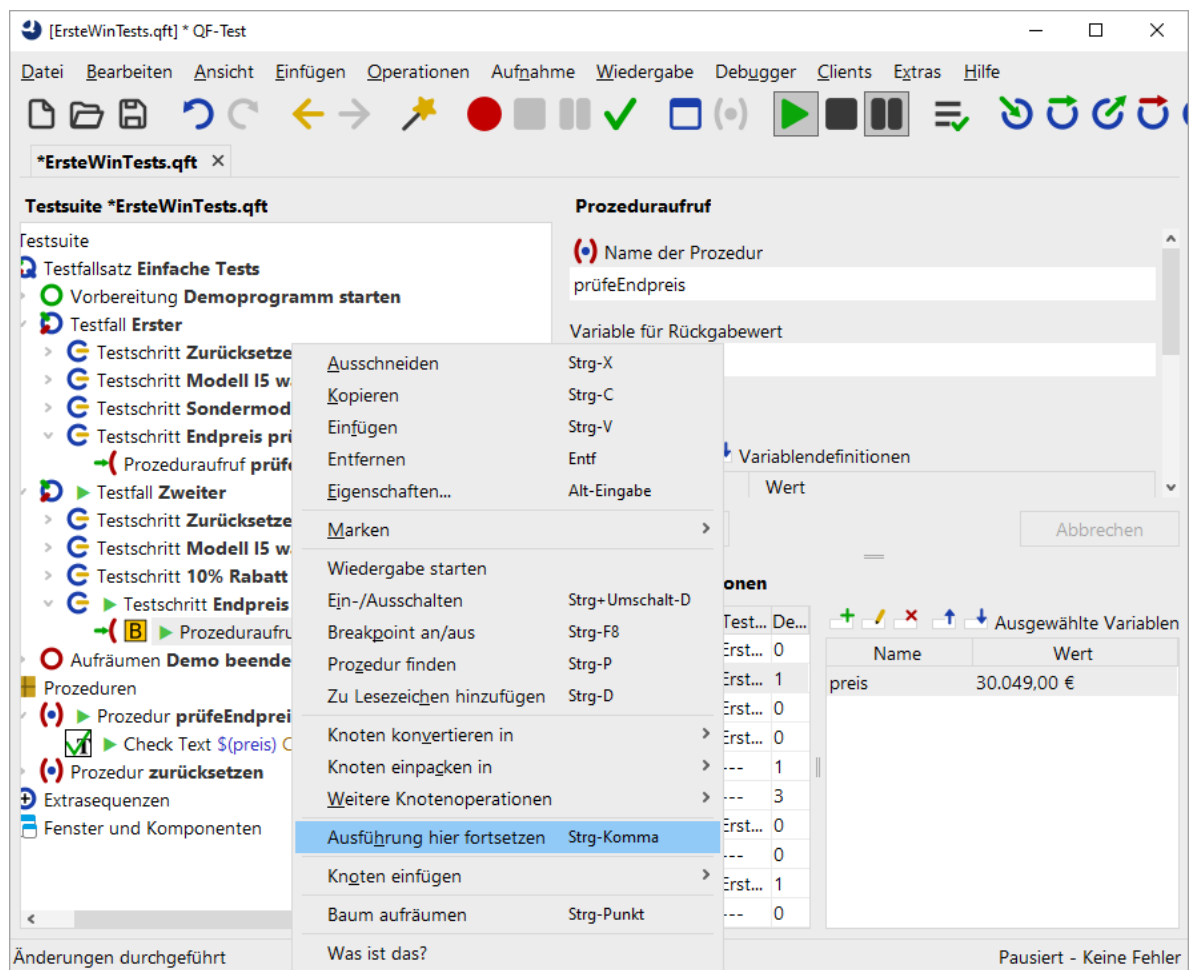 [ErsteWinTests.qft] * QF-Test
Datei Bearbeiten Ansicht Einfügen Operationen Aufnahme Wiedergabe Debugger Clients Extras Hilfe
*ErsteWinTests.qft
Testsuite *ErsteWinTests.qft
Testsuite
Testfallsatz Einfache Tests
Vorbereitung Demoprogramm starten
Testfall Erster
Testschritt Zurücksetze
Testschritt Modell I5 w
Testschritt Sondermod
Testschritt Endpreis prü
Prozeduraufruf prüfe
Testfall Zweiter
Testschritt Zurücksetze
Testschritt Modell I5 w
Testschritt 10% Rabatt
Testschritt Endpreis
B Prozeduraufru
Aufräumen Demo beende
Prozeduren
Prozedur prüfeEndprei
T Check Text $(preis) C
Prozedur zurücksetzen
Extrasequenzen
Fenster und Komponenten
Ausschneiden Strg-X
Kopieren Strg-C
Einfügen Strg-V
Entfernen Entf
Eigenschaften... Alt-Eingabe
Marken
Wiedergabe starten
Ein-/Ausschalten Strg+Umschalt-D
Breakpoint an/aus Strg-F8
Prozedur finden Strg-P
Zu Lesezeichen hinzufügen Strg-D
Knoten konvertieren in
Knoten einpacken in
Weitere Knotenoperationen
Ausführung hier fortsetzen Strg-Komma
Knoten einfügen
Baum aufräumen Strg-Punkt
Was ist das?
Prozeduraufruf
Name der Prozedur
prüfeEndpreis
Variable für Rückgabewert
Variablendefinitionen
Wert
Abbrechen
onen
Test... De...
Erst... 0
Erst... 1
Erst... 0
Erst... 0
--- 1
--- 3
Erst... 0
--- 0
Erst... 1
--- 0
Ausgewählte Variablen
Name Wert
preis 30.049,00 €
Änderungen durchgeführt
Pausiert - Keine Fehler